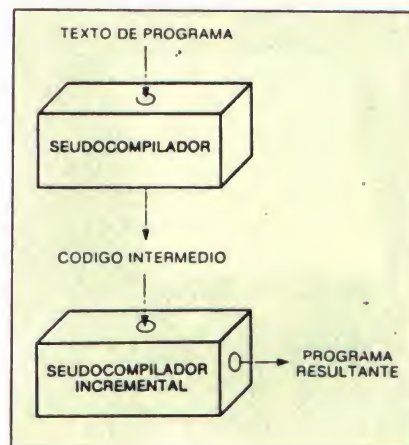 TEXTO DE PROGRAMA
SEUDOCOMPILADOR
CODIGO INTERMEDIO
SEUDOCOMPILADOR
INCREMENTAL
PROGRAMA
RESULTANTE